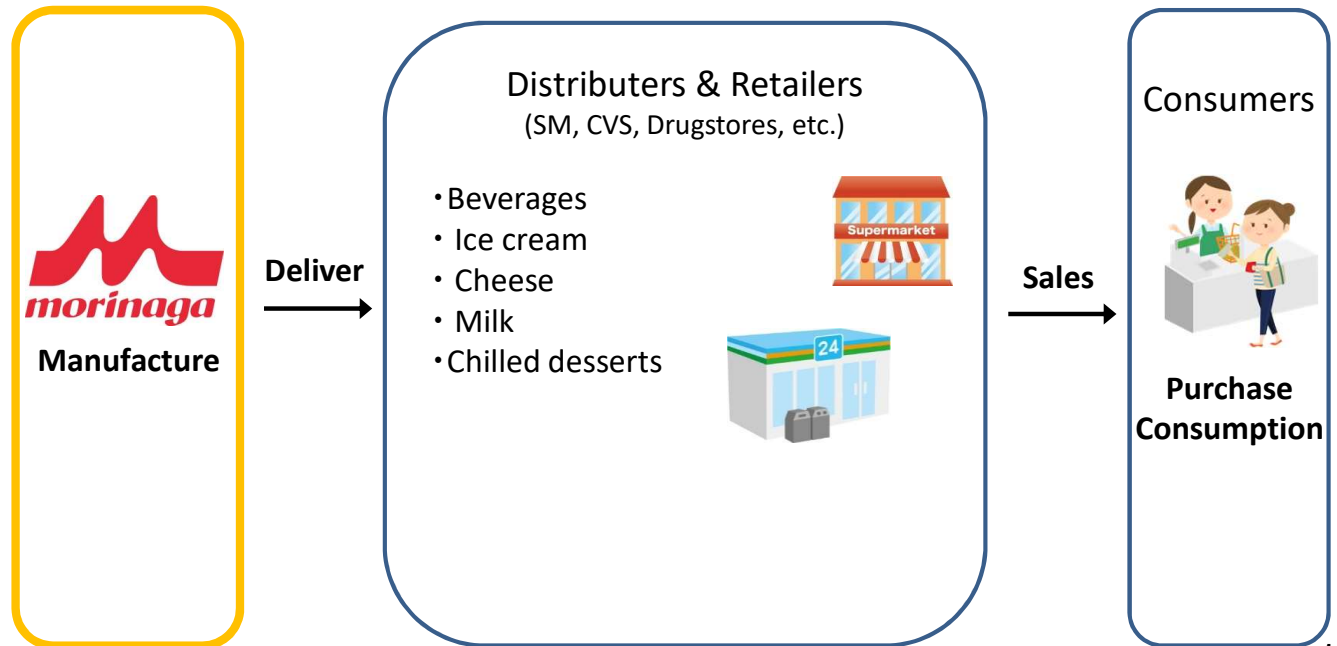 morinaga
Manufacture
Deliver
Distributers & Retailers
(SM, CVS, Drugstores, etc.)
・Beverages
・ Ice cream
・ Cheese
・ Milk
・Chilled desserts
Supermarket
24
Sales
Consumers
Purchase
Consumption